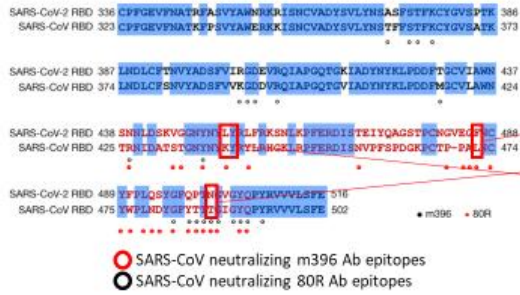 SARS-CoV-2 RBD 336 CPFGEVFNATRFASVYAWNRKRISNCVADYSVLYNSASFSTFKCYGVSPTK 386
SARS-CoV RBD 323 CPFGEVFNATKFPSVYAWERKKISNCVADYSVLYNSTFFSTFKCYGVSATK 373
SARS-CoV-2 RBD 387 LNDLCFTNVYADSFVIRGDEVRQIAPGQTGKIADYNYKLPDDFTGCVIAWN 437
SARS-CoV RBD 374 LNDLCFSNVYADSFVVKGDDVRQIAPGQTGVIADYNYKLPDDFMGCVLAWN 424
SARS-CoV-2 RBD 438 SNNLDSKVGGNYNYLYRLFRKSNLKPFERDISTEIYQAGSTPCNGVEGFNC 488
SARS-CoV RBD 425 TRNIDATSTGNYNYKYRYLRHGKLRPFERDISNVPFSPDGKPCTP-PALNC 474
SARS-CoV-2 RBD 489 YFPLQSYGFQPTNGVGYQPYRVVVLSFE 516
SARS-CoV RBD 475 YWPLNDYGFYTTTGIGYQPYRVVVLSFE 502
m396 80R
SARS-CoV neutralizing m396 Ab epitopes
SARS-CoV neutralizing 80R Ab epitopes